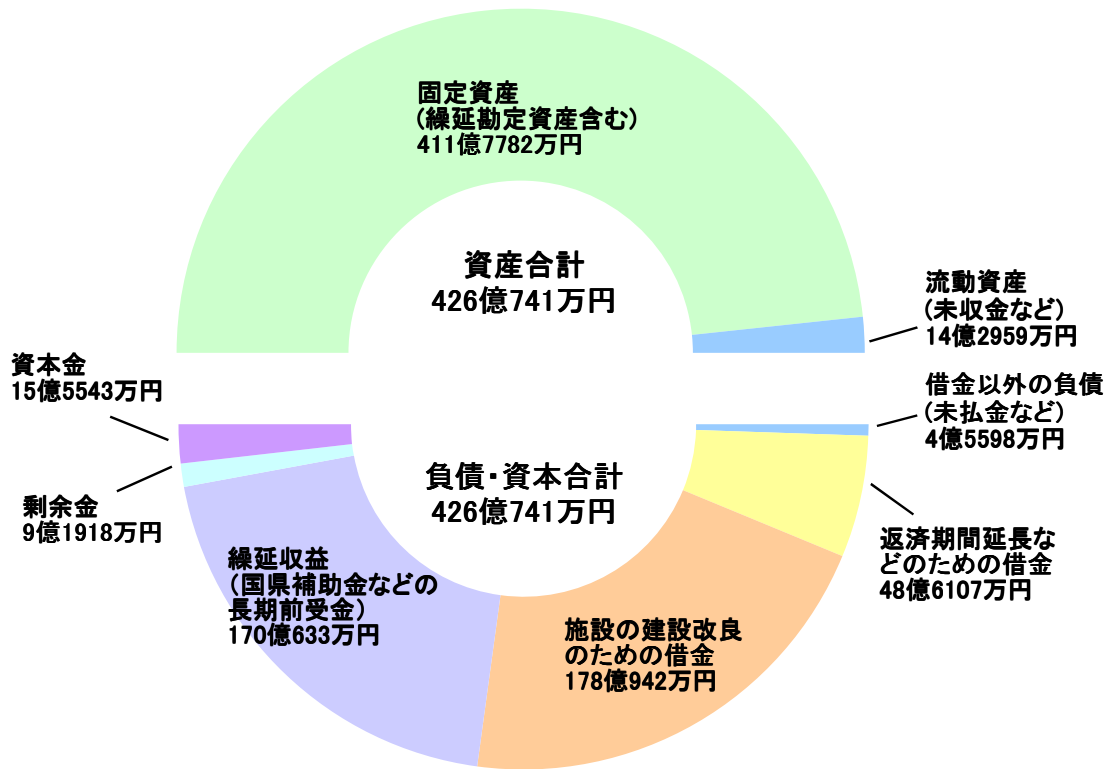 固定資産
(繰延勘定資産含む)
411億7782万円
資産合計
426億741万円
流動資産
(未収金など)
14億2959万円
資本金
15億5543万円
借金以外の負債
(未払金など)
4億5598万円
負債・資本合計
426億741万円
剰余金
9億1918万円
返済期間延長な
どのための借金
48億6107万円
繰延収益
(国県補助金などの
長期前受金)
170億633万円
施設の建設改良
のための借金
178億942万円